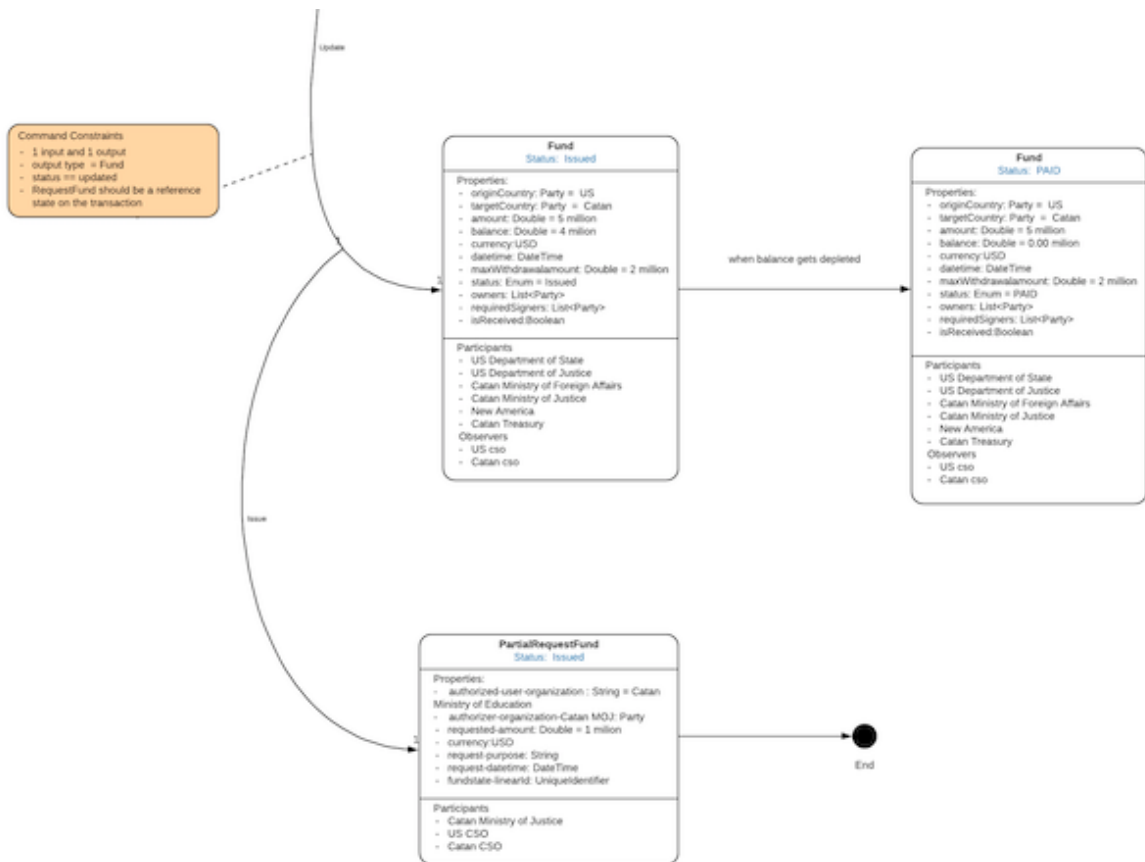 Update
Command Constraints
- 1 input and 1 output
- output type = Fund
- status == updated
- RequestFund should be a reference
state on the transaction
Fund
Status: Issued
Properties:
- originCountry: Party = US
- targetCountry: Party = Catan
- amount: Double = 5 million
- balance: Double = 4 milion
- currency:USD
- datetime: DateTime
- maxWithdrawalamount: Double = 2 million
- status: Enum = Issued
- owners: List<Party>
- requiredSigners: List<Party>
- isReceived:Boolean
Participants
- US Department of State
- US Department of Justice
- Catan Ministry of Foreign Affairs
- Catan Ministry of Justice
- New America
- Catan Treasury
Observers
- US cso
- Catan cso
when balance gets depleted
Fund
Status: PAID
Properties:
- originCountry: Party = US
- targetCountry: Party = Catan
- amount: Double = 5 million
- balance: Double = 0.00 milion
- currency:USD
- datetime: DateTime
- maxWithdrawalamount: Double = 2 million
- status: Enum = PAID
- owners: List<Party>
- requiredSigners: List<Party>
- isReceived:Boolean
Participants
- US Department of State
- US Department of Justice
- Catan Ministry of Foreign Affairs
- Catan Ministry of Justice
- New America
- Catan Treasury
Observers
- US cso
- Catan cso
Issue
PartialRequestFund
Status: Issued
Properties:
- authorized-user-organization : String = Catan
Ministry of Education
- authorizer-organization-Catan MOJ: Party
- requested-amount: Double = 1 milion
- currency:USD
- request-purpose: String
- request-datetime: DateTime
- fundstate-linearId: UniqueIdentifier
Participants
- Catan Ministry of Justice
- US CSO
- Catan CSO
End